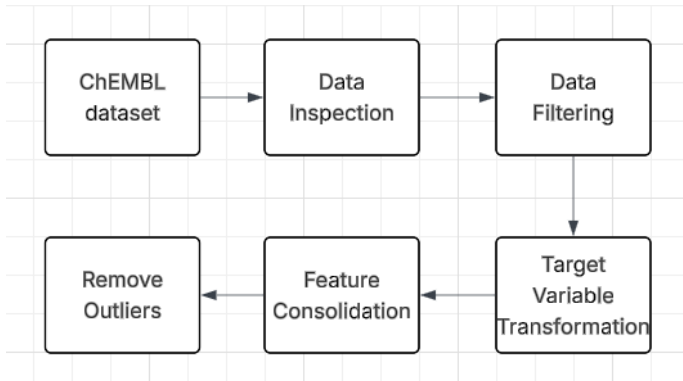 ChEMBL
dataset
Data
Inspection
Data
Filtering
Target
Variable
Transformation
Feature
Consolidation
Remove
Outliers